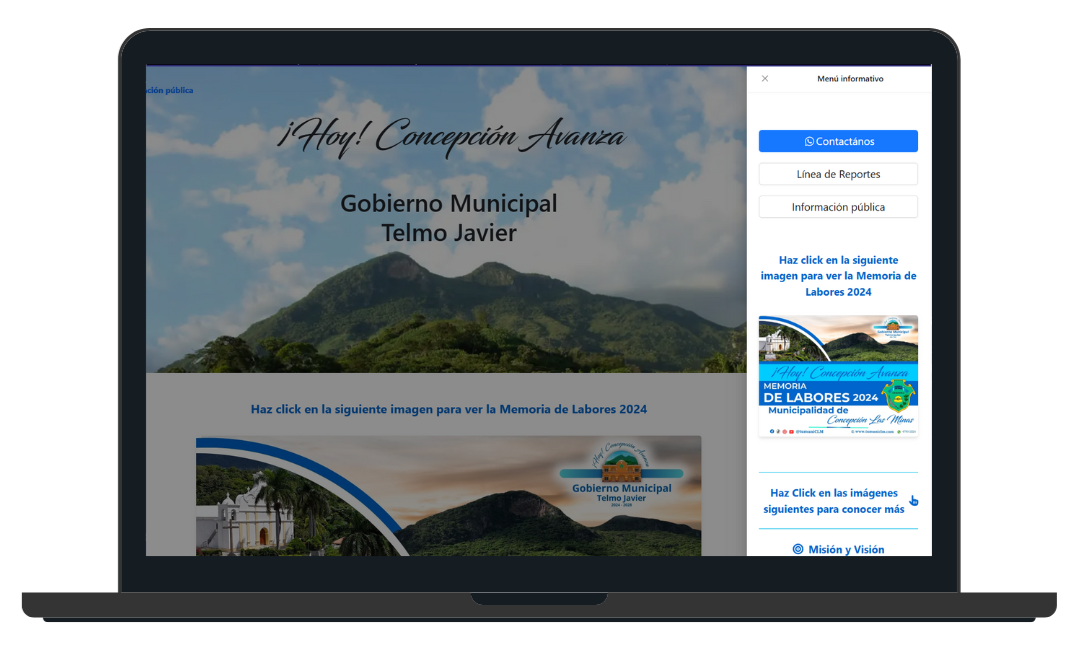 ción pública
¡Hoy! Concepción Avanza
Gobierno Municipal
Telmo Javier
Haz click en la siguiente imagen para ver la Memoria de Labores 2024
¡Hoy! Concepción Avanza
Gobierno Municipal
Telmo Javier
2024 - 2028
Menú informativo
Contactános
Línea de Reportes
Información pública
Haz click en la siguiente
imagen para ver la Memoria de
Labores 2024
Gobierno Municipal
¡Hoy! Concepción Avanza
MEMORIA
DE LABORES 2024
Municipalidad de
Concepción Las Minas
Haz Click en las imágenes
siguientes para conocer más
Misión y Visión